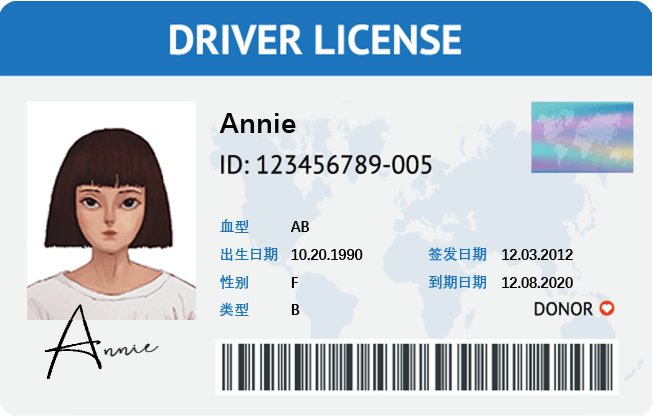 DRIVER LICENSE
Annie
ID: 123456789-005
血型 AB
出生日期 10.20.1990 签发日期 12.03.2012
性别 F 到期日期 12.08.2020
类型 B DONOR
Annie